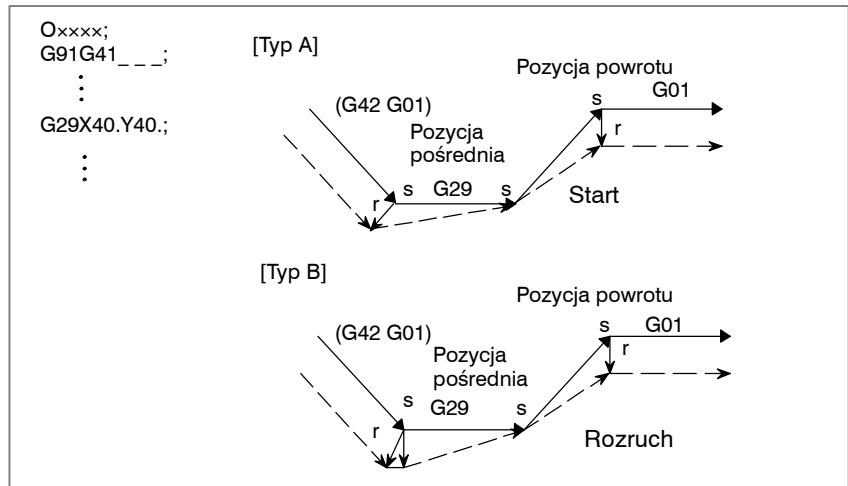 O××××;
G91G41_ _ _;
G29X40.Y40.;
[Typ A]
Pozycja powrotu
s
G01
(G42 G01)
r
Pozycja
pośrednia
s
G29
s
r
Start
[Typ B]
Pozycja powrotu
s
G01
(G42 G01)
r
Pozycja
pośrednia
s
G29
s
r
Rozruch